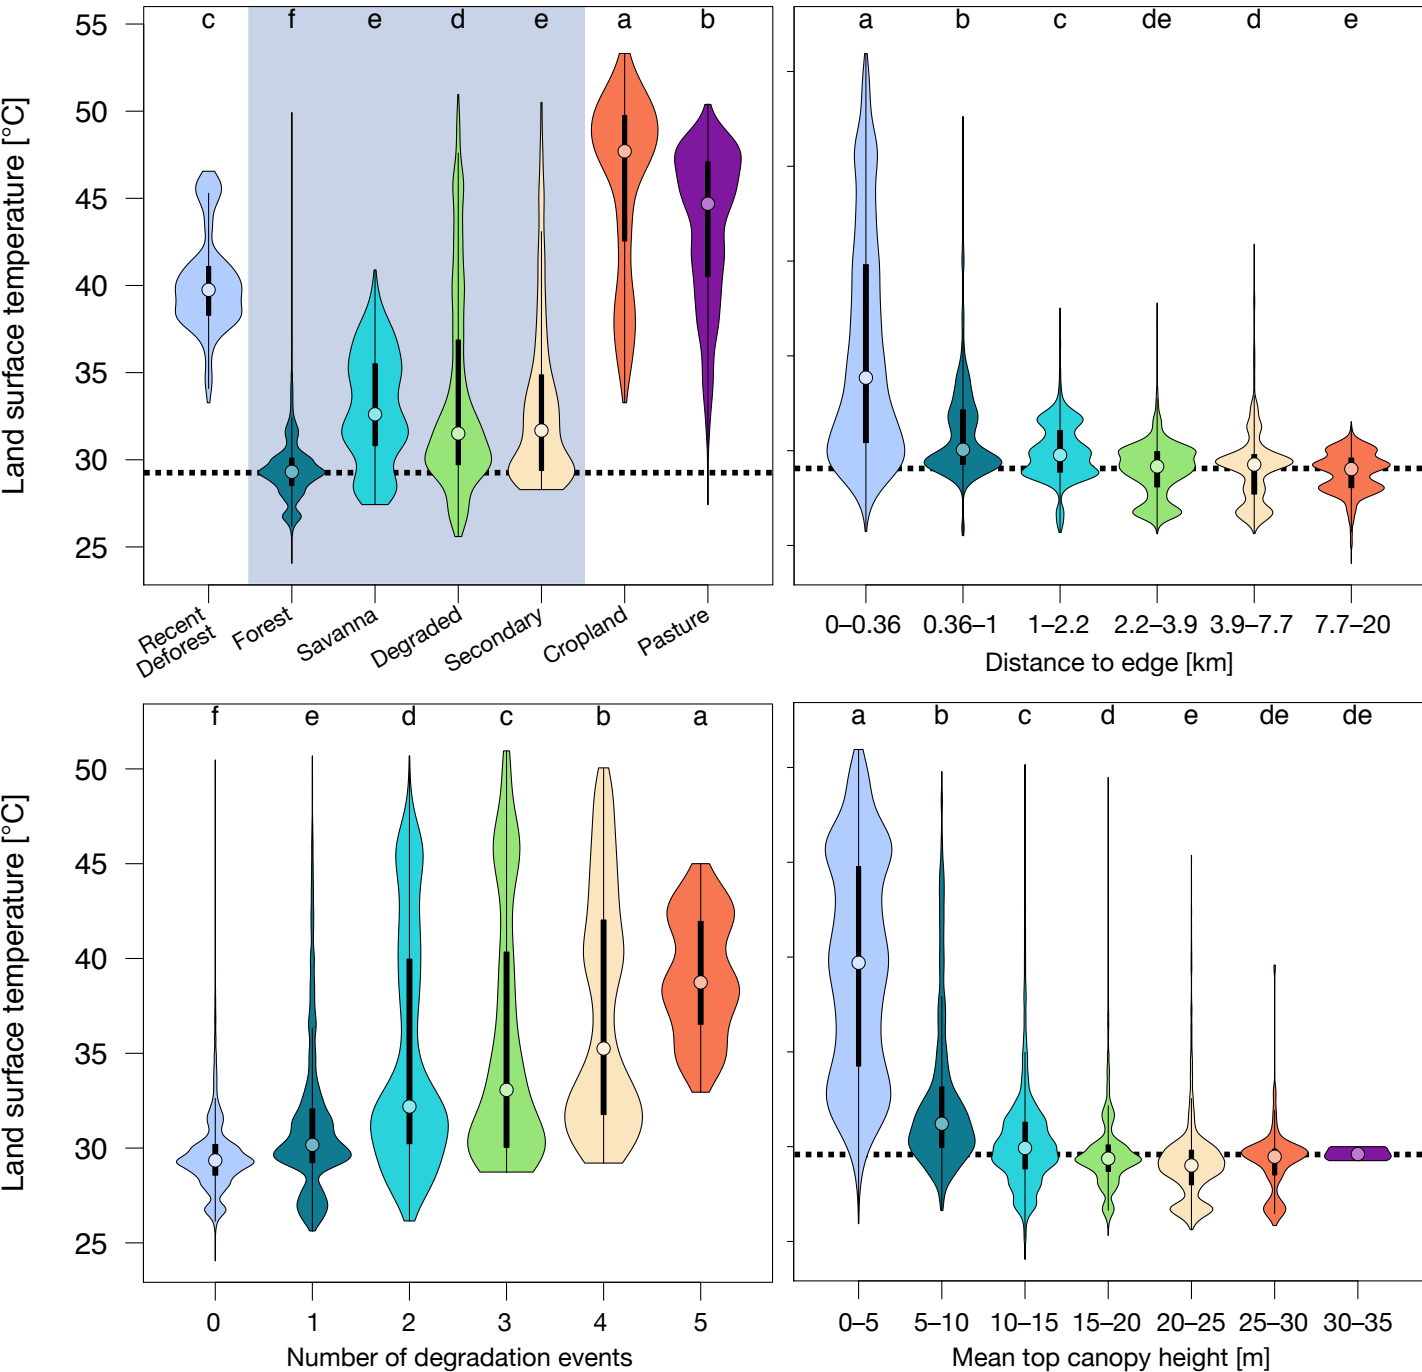 Land surface temperature [°C]
55
50
45
40
35
30
25
c f e d e a b
Recent
Deforest
Forest
Savanna
Degraded
Secondary
Cropland
Pasture
a b c de d e
0–0.36 0.36–1 1–2.2 2.2–3.9 3.9–7.7 7.7–20
Distance to edge [km]
Land surface temperature [°C]
50
45
40
35
30
25
f e d c b a
0 1 2 3 4 5
Number of degradation events
a b c d e de de
0–5 5–10 10–15 15–20 20–25 25–30 30–35
Mean top canopy height [m]